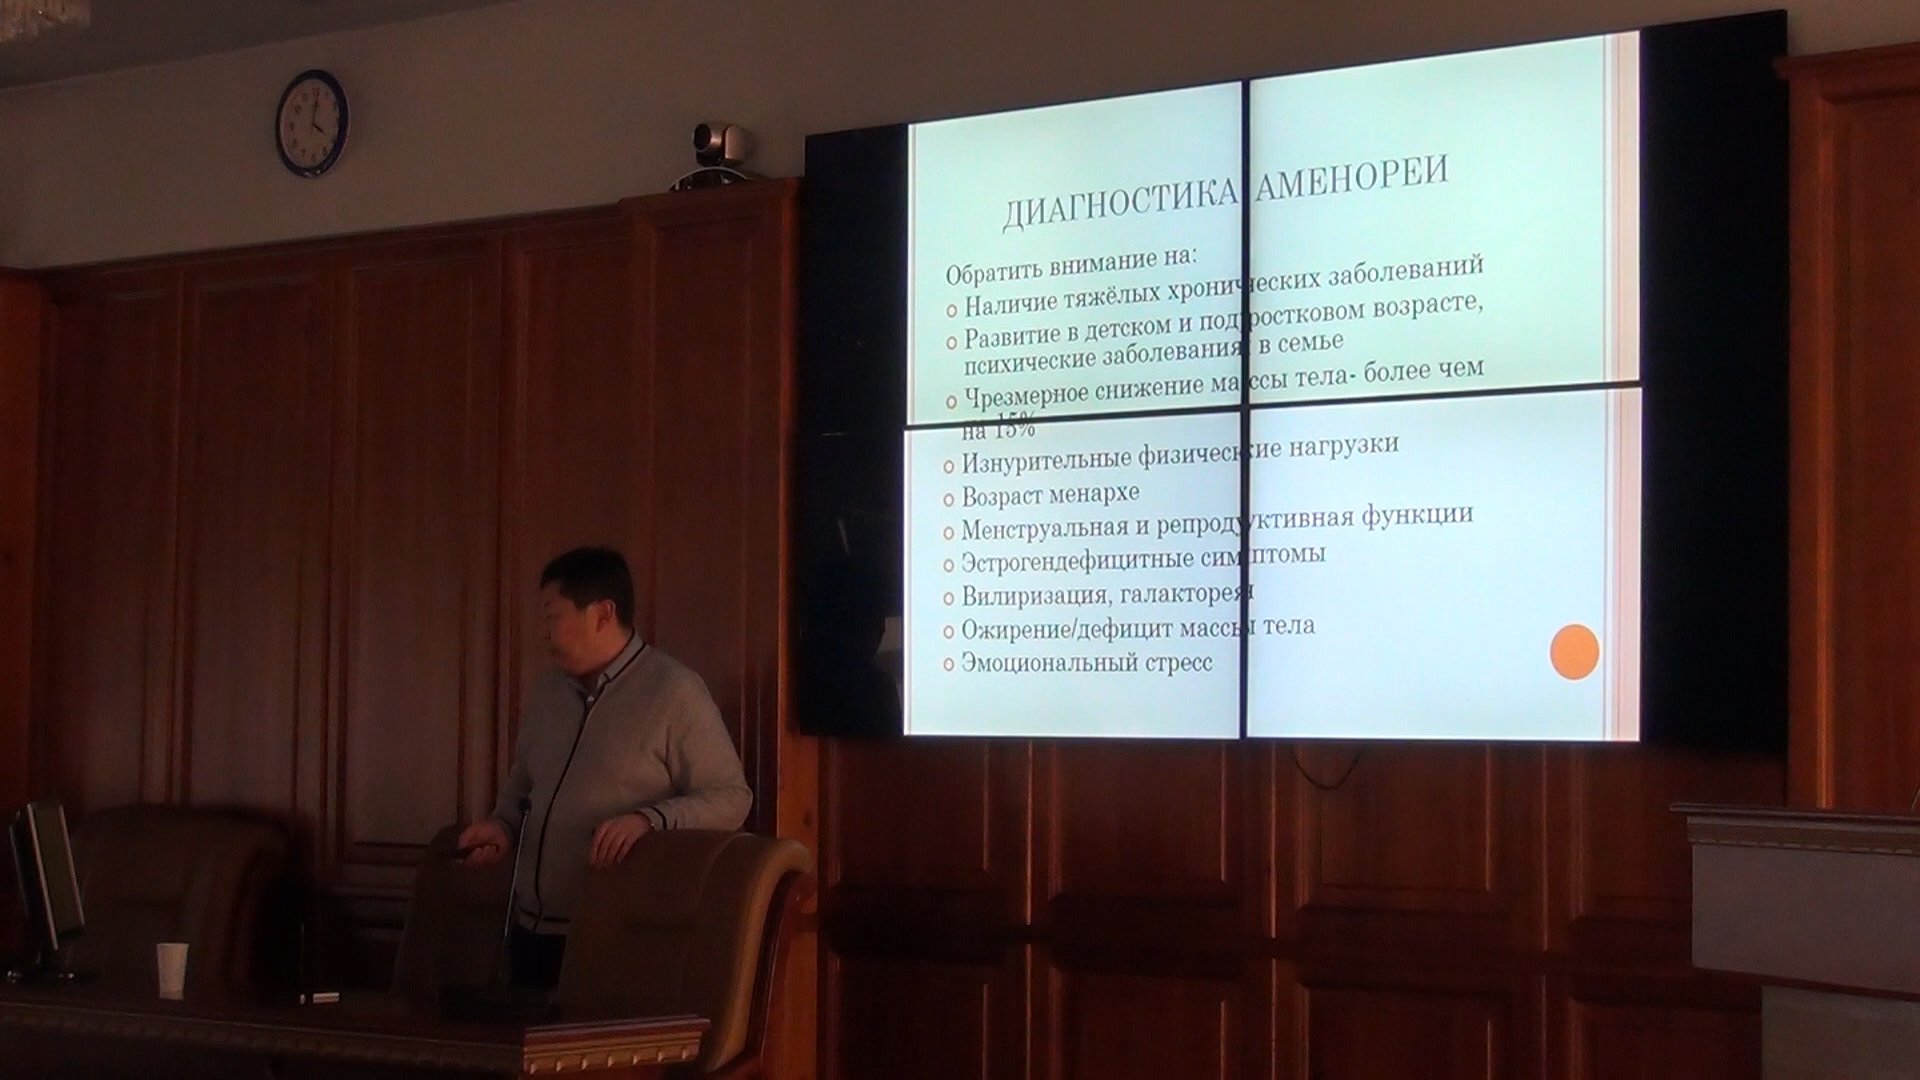 ДИАГНОСТИКА АМЕНОРЕИ
Обратить внимание на:
Наличие тяжёлых хронических заболеваний
Развитие в детском и подростковом возрасте,
психические заболевания в семье
Чрезмерное снижение массы тела- более чем
на 15%
Изнурительные физические нагрузки
Возраст менархе
Менструальная и репродуктивная функции
Эстрогендефицитные симптомы
Вилиризация, галакторея
Ожирение/дефицит массы тела
Эмоциональный стресс